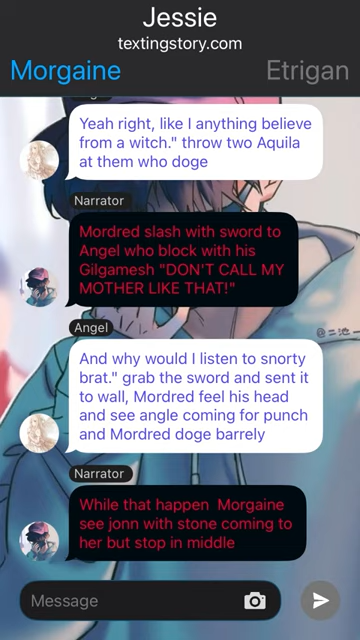 Jessie
textingstory.com
Morgaine
Etrigan
Yeah right, like I anything believe
from a witch." throw two Aquila
at them who doge
Narrator
Mordred slash with sword to
Angel who block with his
Gilgamesh "DON'T CALL MY
MOTHER LIKE THAT!"
Angel
And why would I listen to snorty
brat." grab the sword and sent it
to wall, Mordred feel his head
and see angle coming for punch
and Mordred doge barrely
Narrator
While that happen  Morgaine
see jonn with stone coming to
her but stop in middle
Message